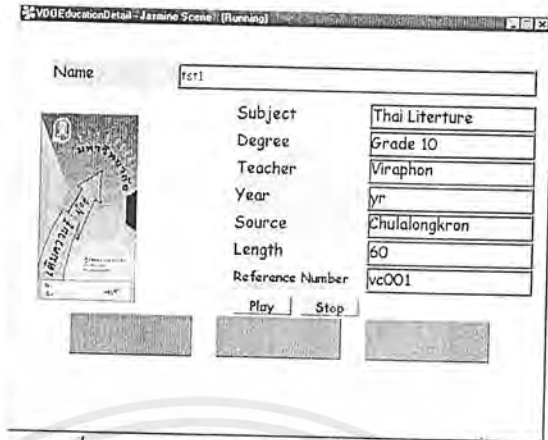 VDOEducationDetail - Jasmine Scene [Running]
Name tst1
Subject Thai Literture
Degree Grade 10
Teacher Viraphon
Year yr
Source Chulalongkron
Length 60
Reference Number vc001
Play Stop